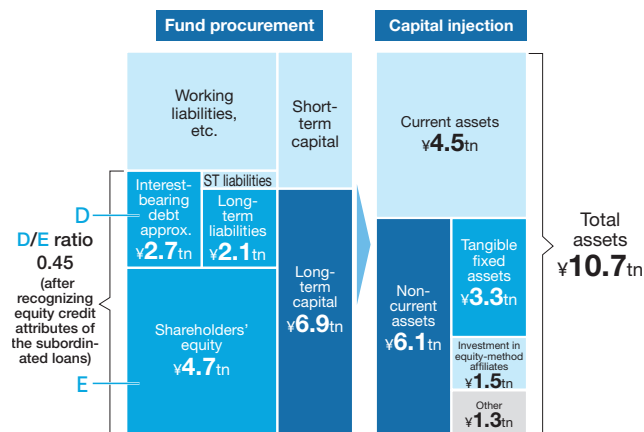 Fund procurement
Capital injection
Working
liabilities,
etc.
Short-
term
capital
Current assets
¥4.5tn
ST liabilities
Interest-
bearing
debt
approx.
¥2.7tn
Long-
term
liabilities
¥2.1tn
D
D/E ratio
0.45
(after
recognizing
equity credit
attributes of
the subordin-
ated loans)
E
Shareholders'
equity
¥4.7tn
Long-
term
capital
¥6.9tn
Non-
current
assets
¥6.1tn
Tangible
fixed
assets
¥3.3tn
Investment in
equity-method
affiliates
¥1.5tn
Other
¥1.3tn
Total
assets
¥10.7tn